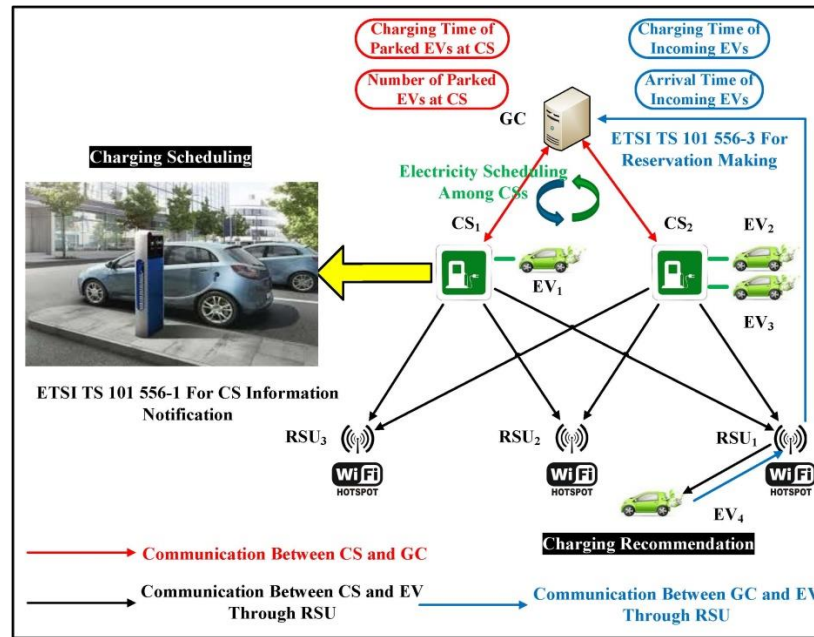 Charging Time of
Parked EVs at CS
Charging Time of
Incoming EVs
Number of Parked
EVs at CS
Arrival Time of
Incoming EVs
GC
ETSI TS 101 556-3 For
Reservation Making
Charging Scheduling
Electricity Scheduling
Among CSs
CS1
CS2
EV2
EV1
EV3
ETSI TS 101 556-1 For CS Information
Notification
RSU3
RSU2
RSU1
WiFi
HOTSPOT
WiFi
HOTSPOT
WiFi
HOTSPOT
EV4
Charging Recommendation
Communication Between CS and GC
Communication Between CS and EV
Through RSU
Communication Between GC and EV
Through RSU